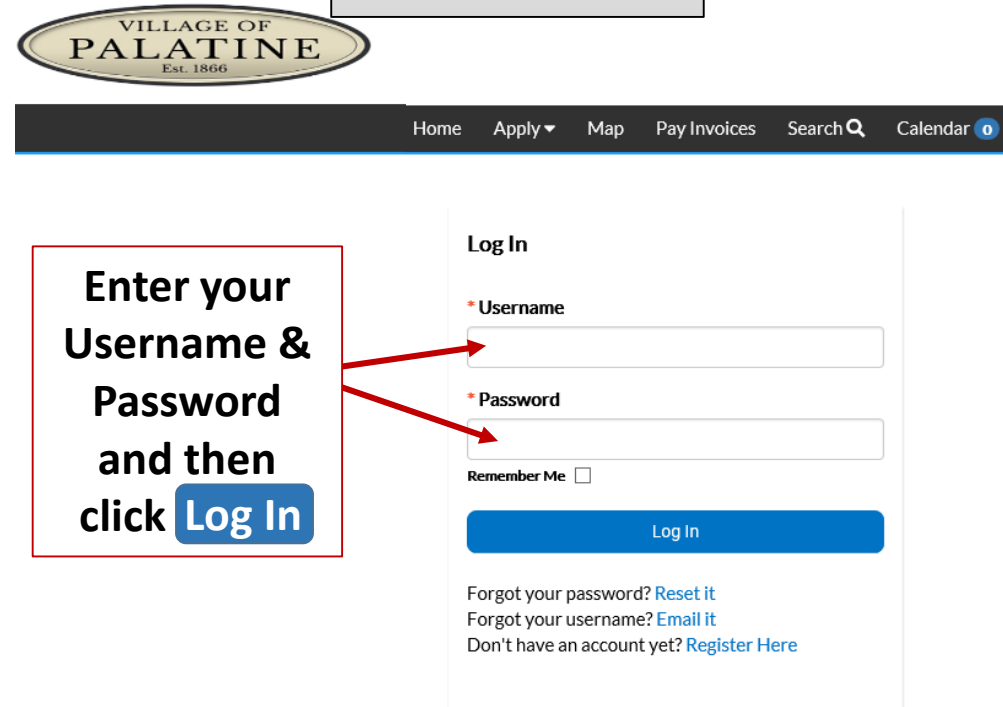 VILLAGE OF
PALATINE
Est. 1866
Home Apply Map Pay Invoices Search Calendar 0
Enter your
Username &
Password
and then
click Log In
Log In
* Username
* Password
Remember Me
Log In
Forgot your password? Reset it
Forgot your username? Email it
Don't have an account yet? Register Here